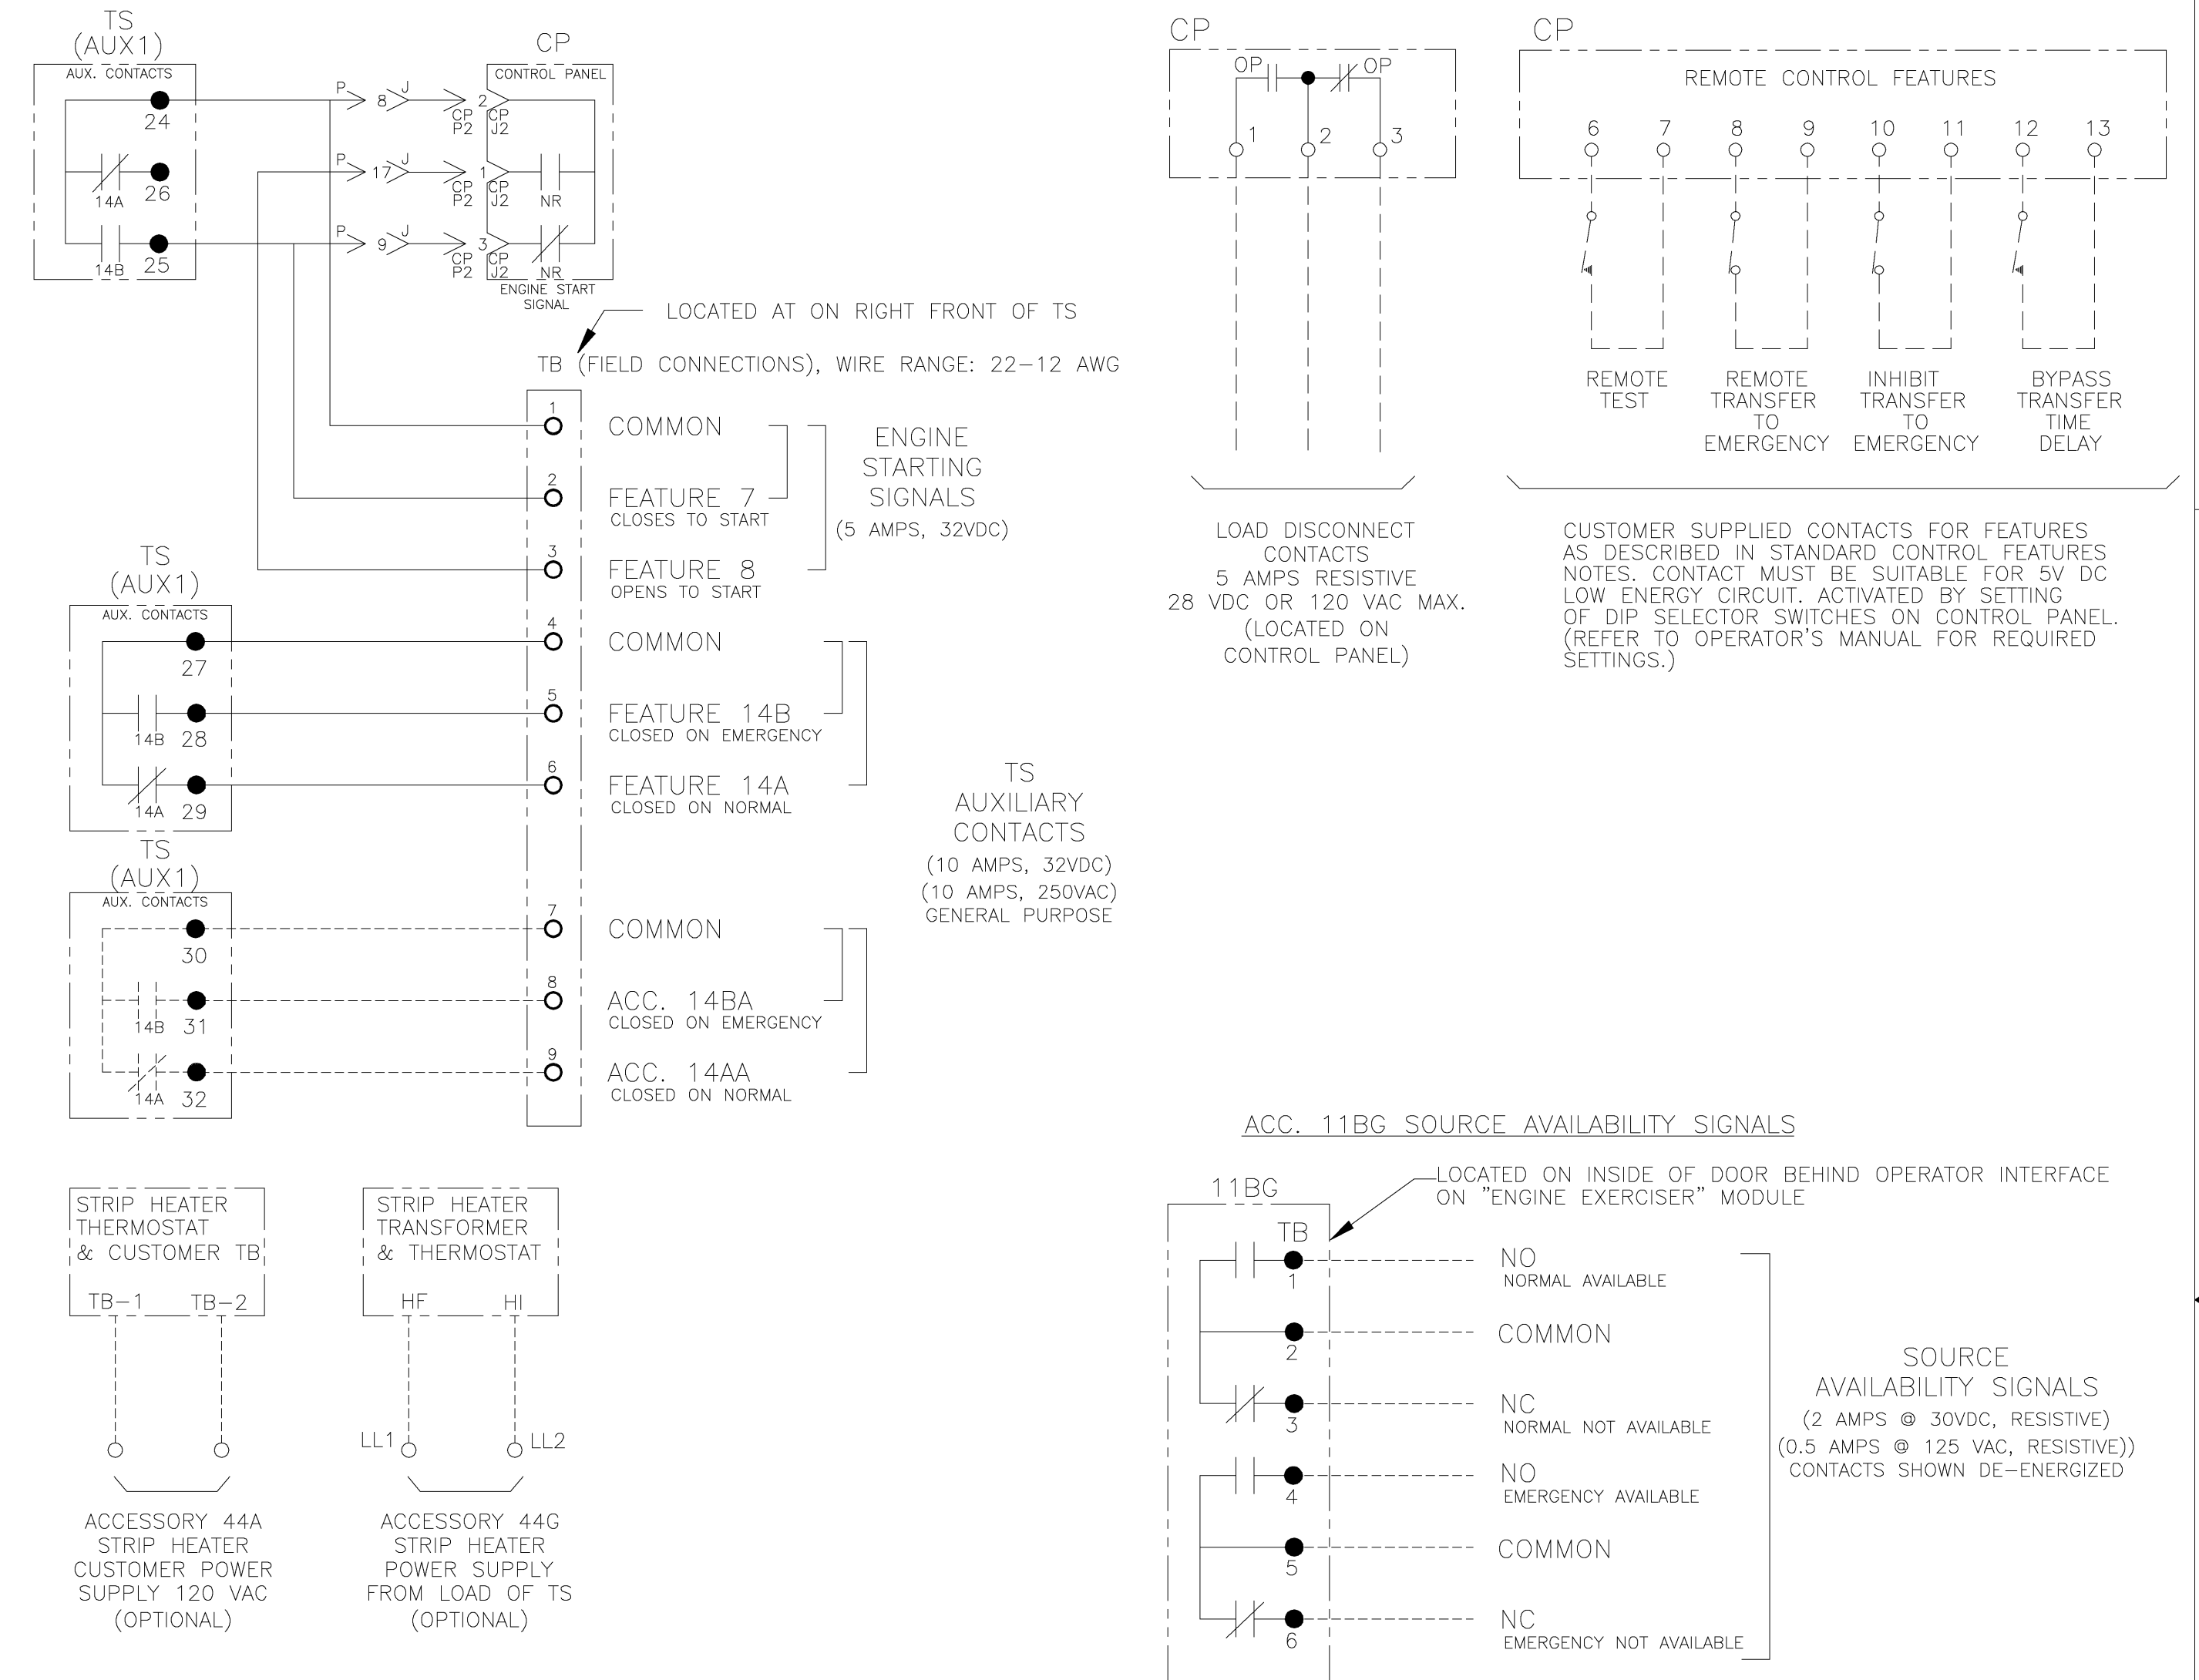 TS
(AUX1)
AUX. CONTACTS
24
14A
26
14B
25
P
8
J
CP
P2
2
CP
J2
P
17
J
CP
P2
1
CP
J2
NR
P
9
J
CP
P2
3
CP
J2
NR
CP
CONTROL PANEL
ENGINE START
SIGNAL
LOCATED AT ON RIGHT FRONT OF TS
TB (FIELD CONNECTIONS), WIRE RANGE: 22-12 AWG
1
COMMON
2
FEATURE 7
CLOSES TO START
3
FEATURE 8
OPENS TO START
ENGINE
STARTING
SIGNALS
(5 AMPS, 32VDC)
TS
(AUX1)
AUX. CONTACTS
27
14B
28
14A
29
4
COMMON
5
FEATURE 14B
CLOSED ON EMERGENCY
6
FEATURE 14A
CLOSED ON NORMAL
TS
AUXILIARY
CONTACTS
(10 AMPS, 32VDC)
(10 AMPS, 250VAC)
GENERAL PURPOSE
TS
(AUX1)
AUX. CONTACTS
30
14B
31
14A
32
7
COMMON
8
ACC. 14BA
CLOSED ON EMERGENCY
9
ACC. 14AA
CLOSED ON NORMAL
STRIP HEATER
THERMOSTAT
& CUSTOMER TB
TB-1
TB-2
ACCESSORY 44A
STRIP HEATER
CUSTOMER POWER
SUPPLY 120 VAC
(OPTIONAL)
STRIP HEATER
TRANSFORMER
& THERMOSTAT
HF
HI
LL1
LL2
ACCESSORY 44G
STRIP HEATER
POWER SUPPLY
FROM LOAD OF TS
(OPTIONAL)
CP
OP
OP
1
2
3
LOAD DISCONNECT
CONTACTS
5 AMPS RESISTIVE
28 VDC OR 120 VAC MAX.
(LOCATED ON
CONTROL PANEL)
CP
REMOTE CONTROL FEATURES
6 7 8 9 10 11 12 13
REMOTE
TEST
REMOTE
TRANSFER
TO
EMERGENCY
INHIBIT
TRANSFER
TO
EMERGENCY
BYPASS
TRANSFER
TIME
DELAY
CUSTOMER SUPPLIED CONTACTS FOR FEATURES
AS DESCRIBED IN STANDARD CONTROL FEATURES
NOTES. CONTACT MUST BE SUITABLE FOR 5V DC
LOW ENERGY CIRCUIT. ACTIVATED BY SETTING
OF DIP SELECTOR SWITCHES ON CONTROL PANEL.
(REFER TO OPERATOR'S MANUAL FOR REQUIRED
SETTINGS.)
ACC. 11BG SOURCE AVAILABILITY SIGNALS
11BG
LOCATED ON INSIDE OF DOOR BEHIND OPERATOR INTERFACE
ON "ENGINE EXERCISER" MODULE
TB
1
NO
NORMAL AVAILABLE
2
COMMON
3
NC
NORMAL NOT AVAILABLE
4
NO
EMERGENCY AVAILABLE
5
COMMON
6
NC
EMERGENCY NOT AVAILABLE
SOURCE
AVAILABILITY SIGNALS
(2 AMPS @ 30VDC, RESISTIVE)
(0.5 AMPS @ 125 VAC, RESISTIVE))
CONTACTS SHOWN DE-ENERGIZED